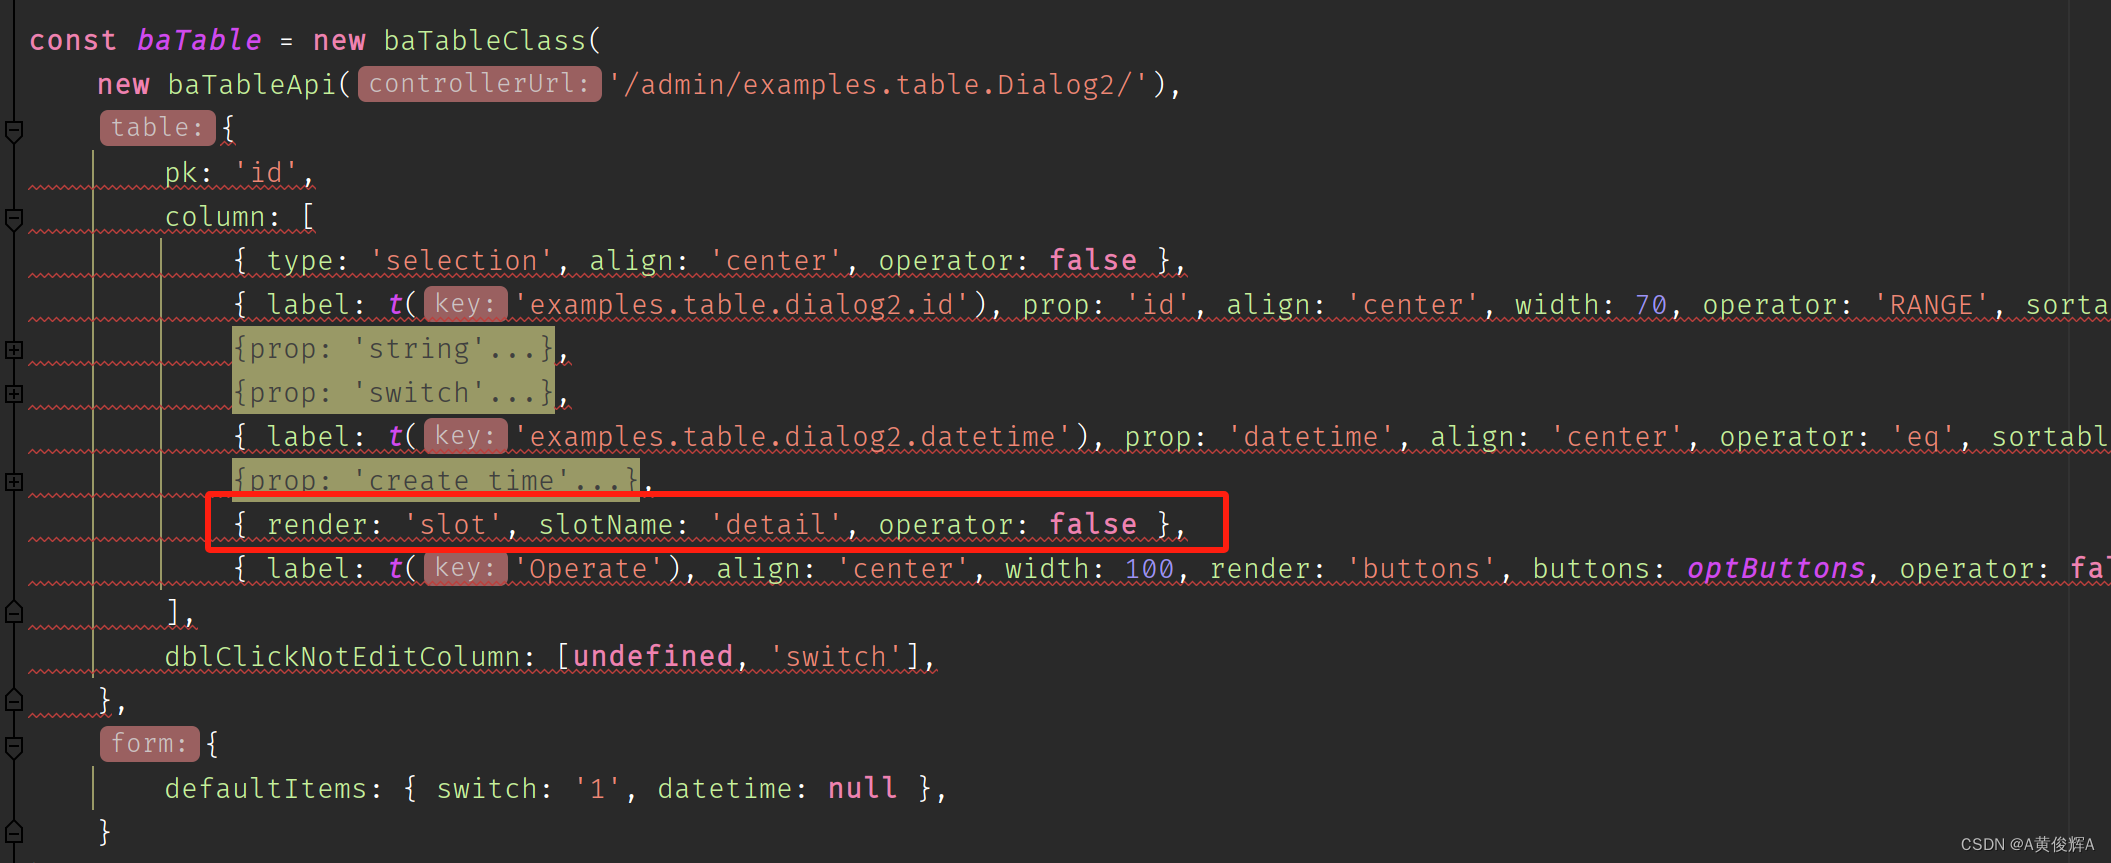 const baTable = new baTableClass(
new baTableApi( controllerUrl: '/admin/examples.table.Dialog2/'),
table: {
pk: 'id',
column: [
{ type: 'selection', align: 'center', operator: false },
{ label: t( key: 'examples.table.dialog2.id'), prop: 'id', align: 'center', width: 70, operator: 'RANGE', sorta
{prop: 'string'...},
{prop: 'switch'...},
{ label: t( key: 'examples.table.dialog2.datetime'), prop: 'datetime', align: 'center', operator: 'eq', sortabl
{prop: 'create_time'...},
{ render: 'slot', slotName: 'detail', operator: false },
{ label: t( key: 'Operate'), align: 'center', width: 100, render: 'buttons', buttons: optButtons, operator: fal
],
dblClickNotEditColumn: [undefined, 'switch'],
},
form: {
defaultItems: { switch: '1', datetime: null },
}
CSDN @A黄俊辉A